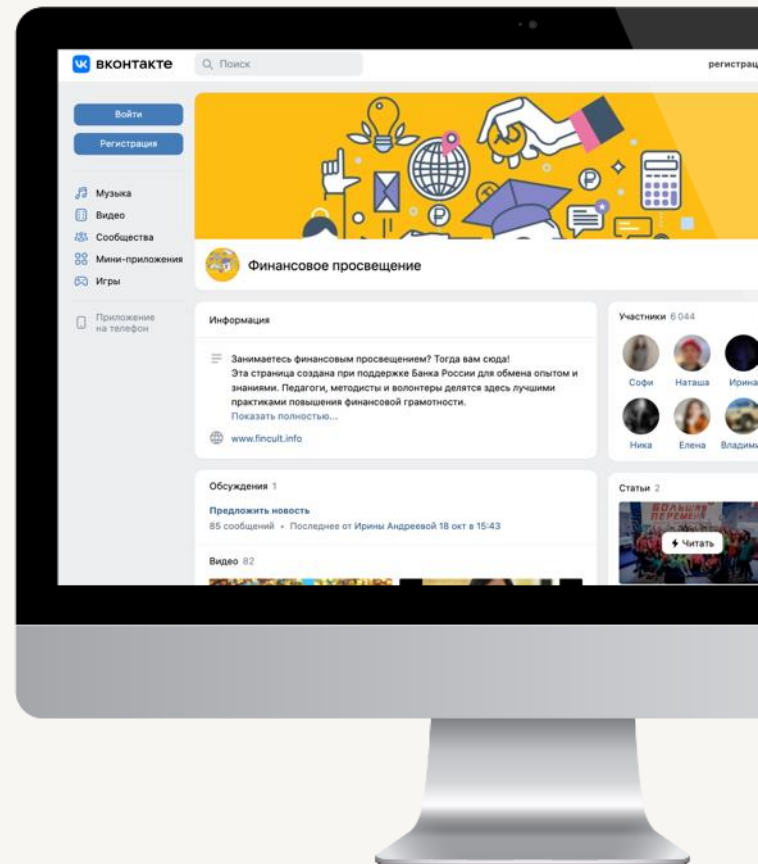 вконтакте
Поиск
регистрац
Войти
Регистрация
Музыка
Видео
Сообщества
Мини-приложения
Игры
Приложение
на телефон
Финансовое просвещение
Информация
Занимаетесь финансовым просвещением? Тогда вам сюда!
Эта страница создана при поддержке Банка России для обмена опытом и
знаниями. Педагоги, методисты и волонтеры делятся здесь лучшими
практиками повышения финансовой грамотности.
Показать полностью...
www.fincult.info
Обсуждения 1
Предложить новость
85 сообщений • Последнее от Ирины Андреевой 18 окт в 15:43
Видео 82
Участники 6 044
Софи Наташа Ирина
Ника Елена Владими
Статьи 2
БОЛЬШАЯ
ПЕРЕМЕНА
Читать